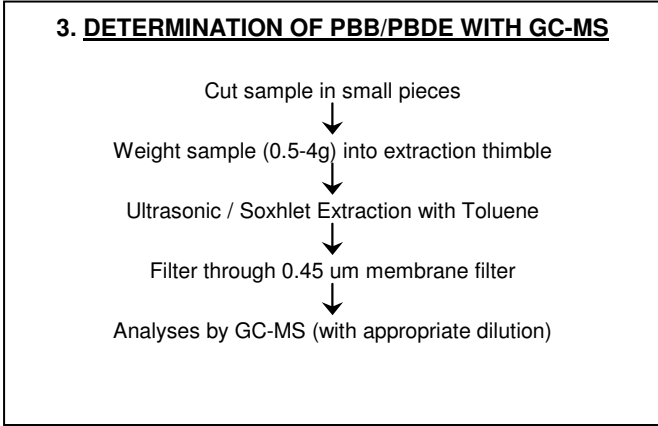 3. DETERMINATION OF PBB/PBDE WITH GC-MS
Cut sample in small pieces
Weight sample (0.5-4g) into extraction thimble
Ultrasonic / Soxhlet Extraction with Toluene
Filter through 0.45 um membrane filter
Analyses by GC-MS (with appropriate dilution)